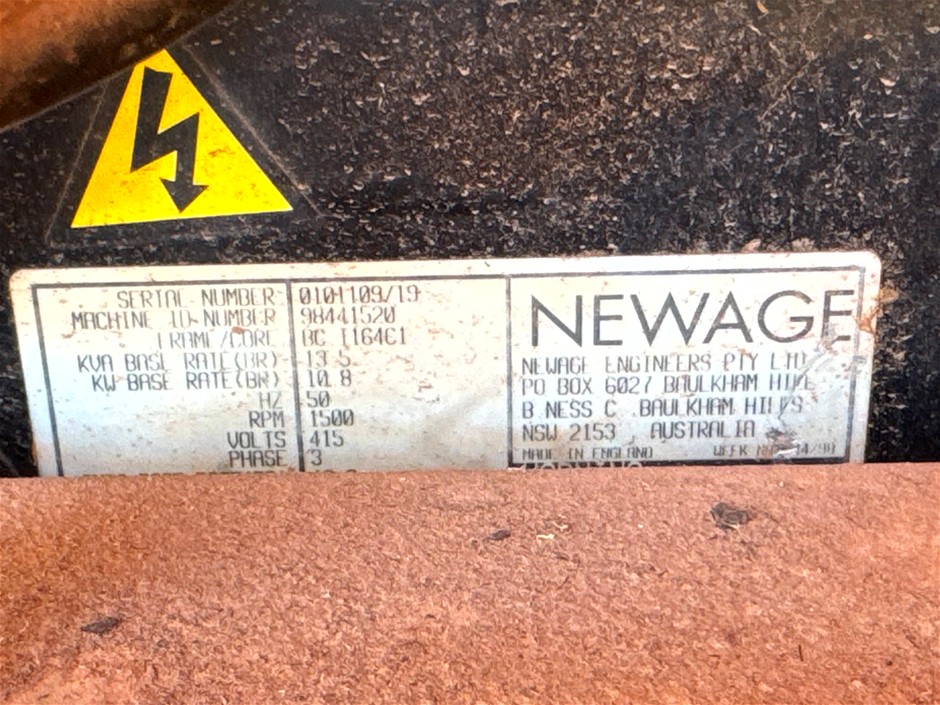 SERIAL NUMBER 0101109/19
MACHINE ID NUMBER 98441520
FRAME/CORE BC I164C1
KVA BASE RATE(BR) 13.5
KW BASE RATE(BR) 10.8
HZ 50
RPM 1500
VOLTS 415
PHASE 3
NEWAGE
NEWAGE ENGINEERS PTY LTD
PO BOX 6027 BAULKHAM
B NESS C BAULKHAM HILLS
NSW 2153 AUSTRALIA
MADE IN ENGLAND WEEK